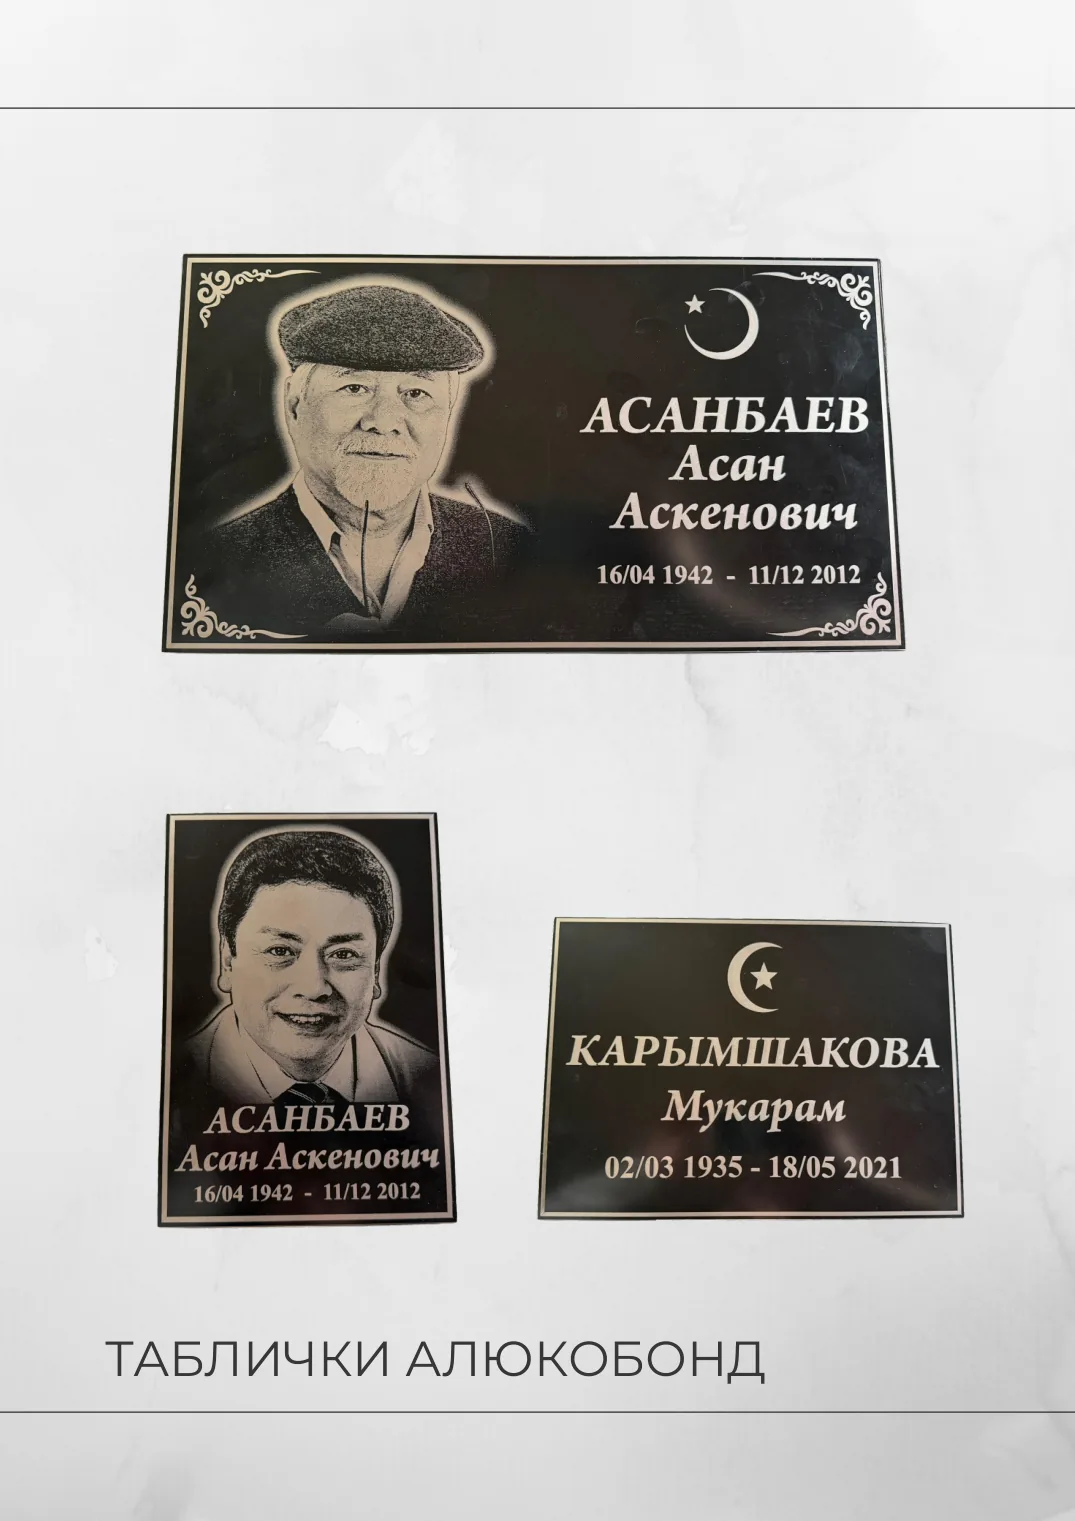 АСАНБАЕВ
Асан
Аскенович
16/04 1942 - 11/12 2012
АСАНБАЕВ
Асан Аскенович
16/04 1942 - 11/12 2012
КАРЫМШАКОВА
Мукарам
02/03 1935 - 18/05 2021
ТАБЛИЧКИ АЛЮКОБОНД